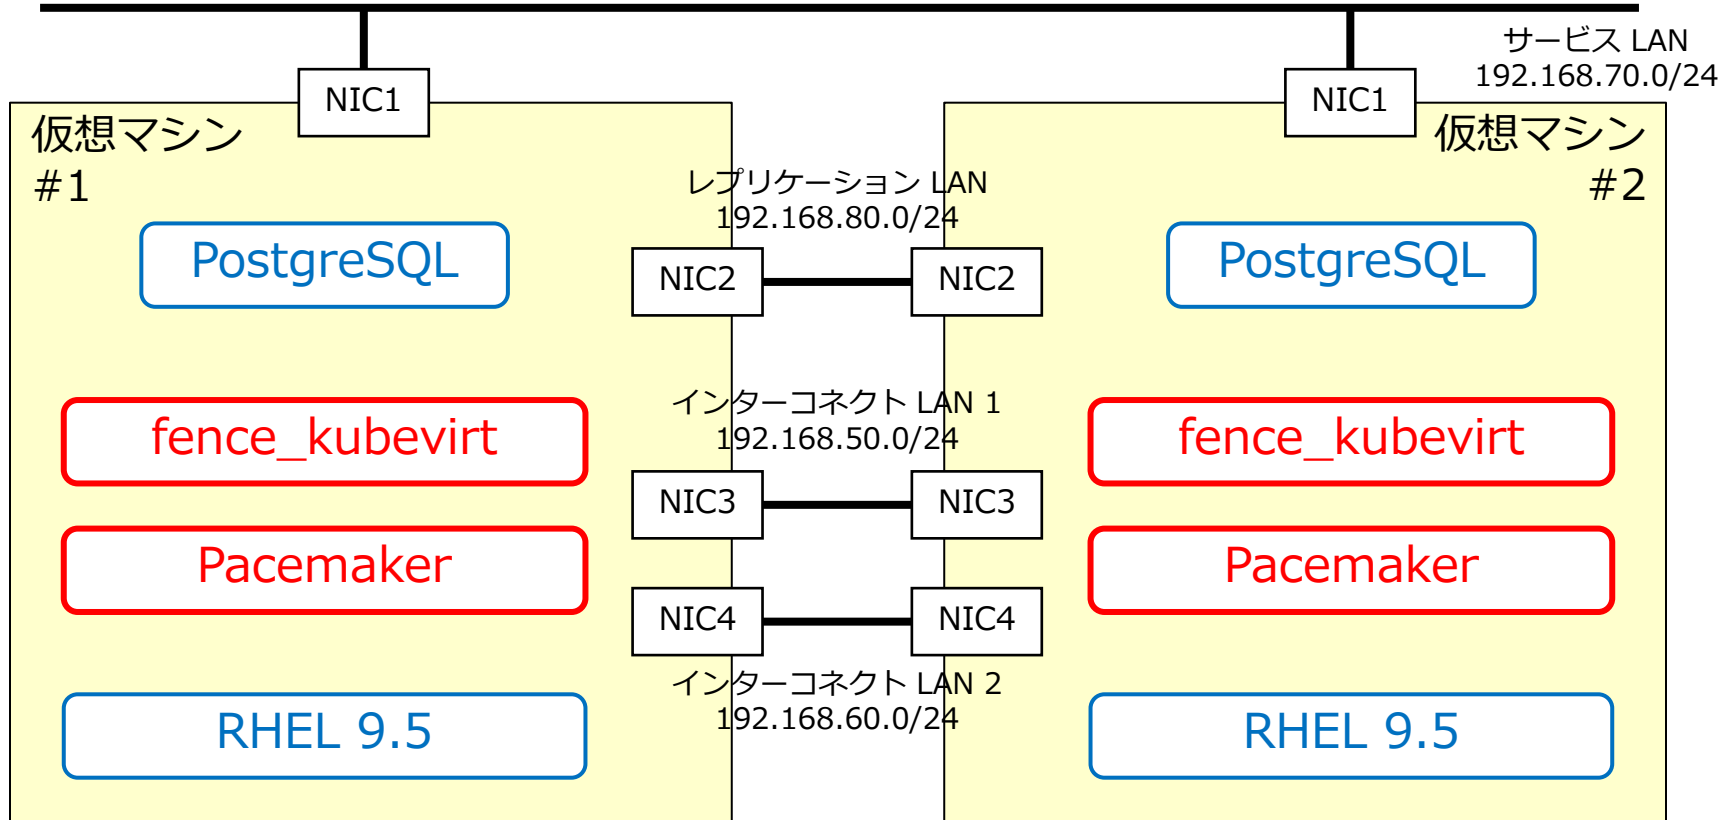 サービス LAN
192.168.70.0/24
NIC1
NIC1
仮想マシン
#1
仮想マシン
#2
レプリケーション LAN
192.168.80.0/24
PostgreSQL
NIC2
NIC2
PostgreSQL
インターコネクト LAN 1
192.168.50.0/24
fence_kubevirt
fence_kubevirt
NIC3
NIC3
Pacemaker
Pacemaker
NIC4
NIC4
インターコネクト LAN 2
192.168.60.0/24
RHEL 9.5
RHEL 9.5